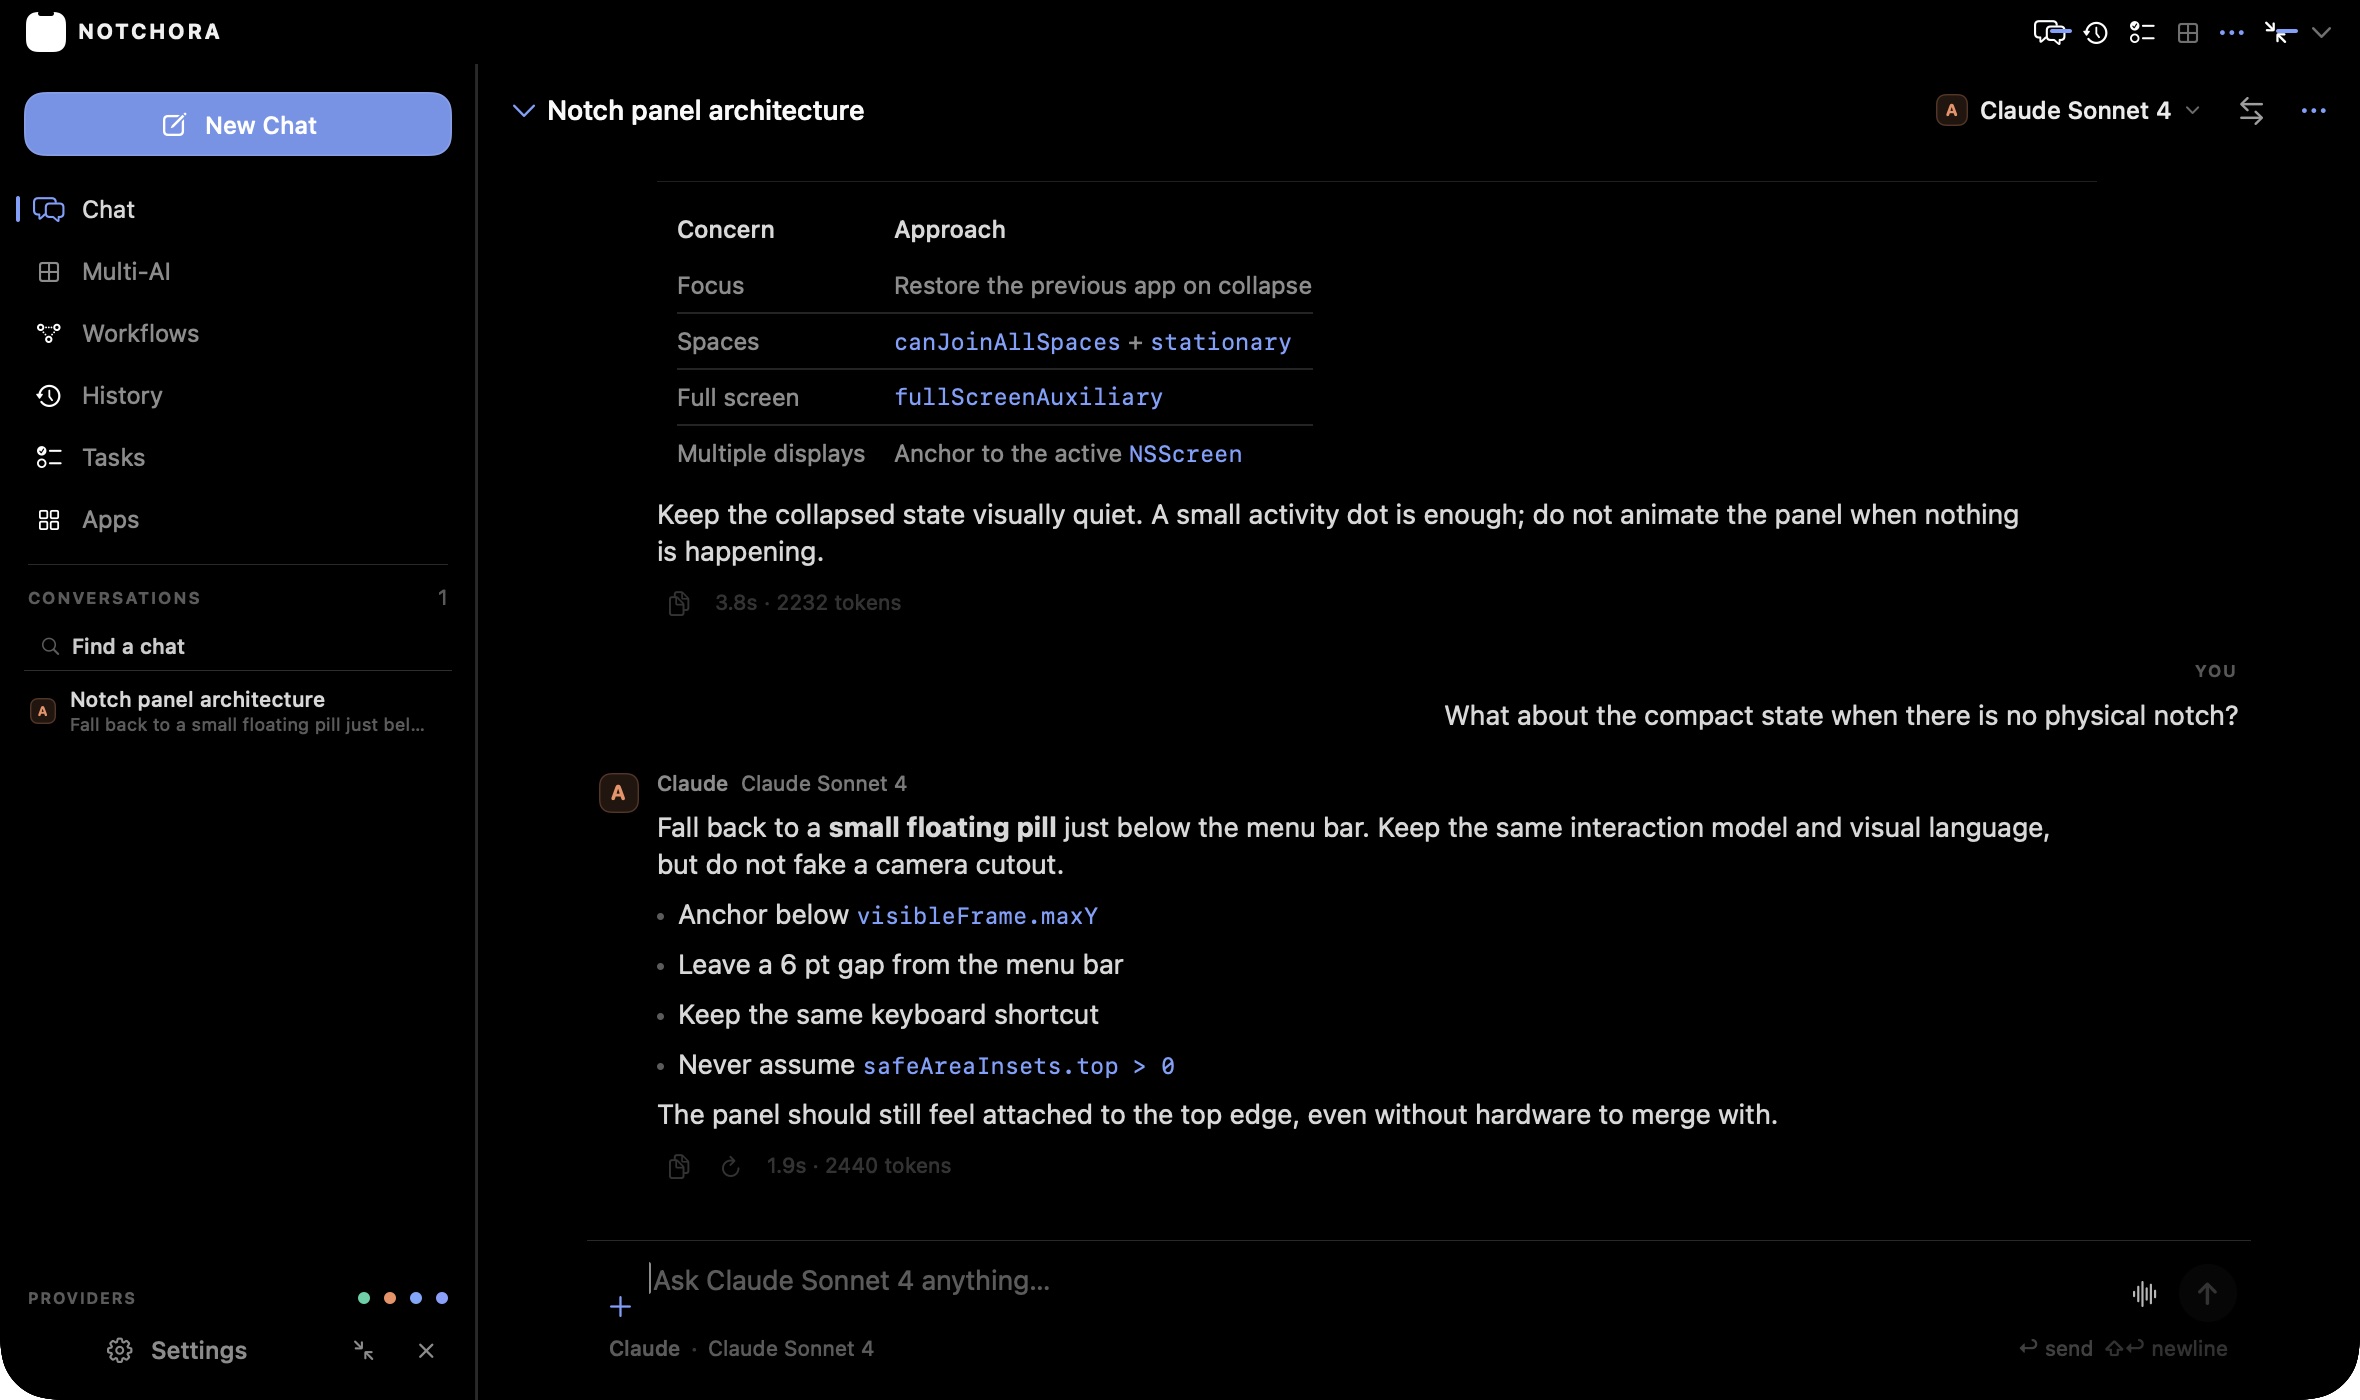 NOTCHORA
New Chat
Chat
Multi-AI
Workflows
History
Tasks
Apps
CONVERSATIONS 1
Find a chat
A Notch panel architecture
Fall back to a small floating pill just bel...
PROVIDERS
Settings
Notch panel architecture
A Claude Sonnet 4
Concern Approach
Focus Restore the previous app on collapse
Spaces canJoinAllSpaces + stationary
Full screen fullScreenAuxiliary
Multiple displays Anchor to the active NSScreen
Keep the collapsed state visually quiet. A small activity dot is enough; do not animate the panel when nothing
is happening.
3.8s · 2232 tokens
YOU
What about the compact state when there is no physical notch?
A Claude Claude Sonnet 4
Fall back to a small floating pill just below the menu bar. Keep the same interaction model and visual language,
but do not fake a camera cutout.
• Anchor below visibleFrame.maxY
• Leave a 6 pt gap from the menu bar
• Keep the same keyboard shortcut
• Never assume safeAreaInsets.top > 0
The panel should still feel attached to the top edge, even without hardware to merge with.
1.9s · 2440 tokens
Ask Claude Sonnet 4 anything...
Claude · Claude Sonnet 4
send newline